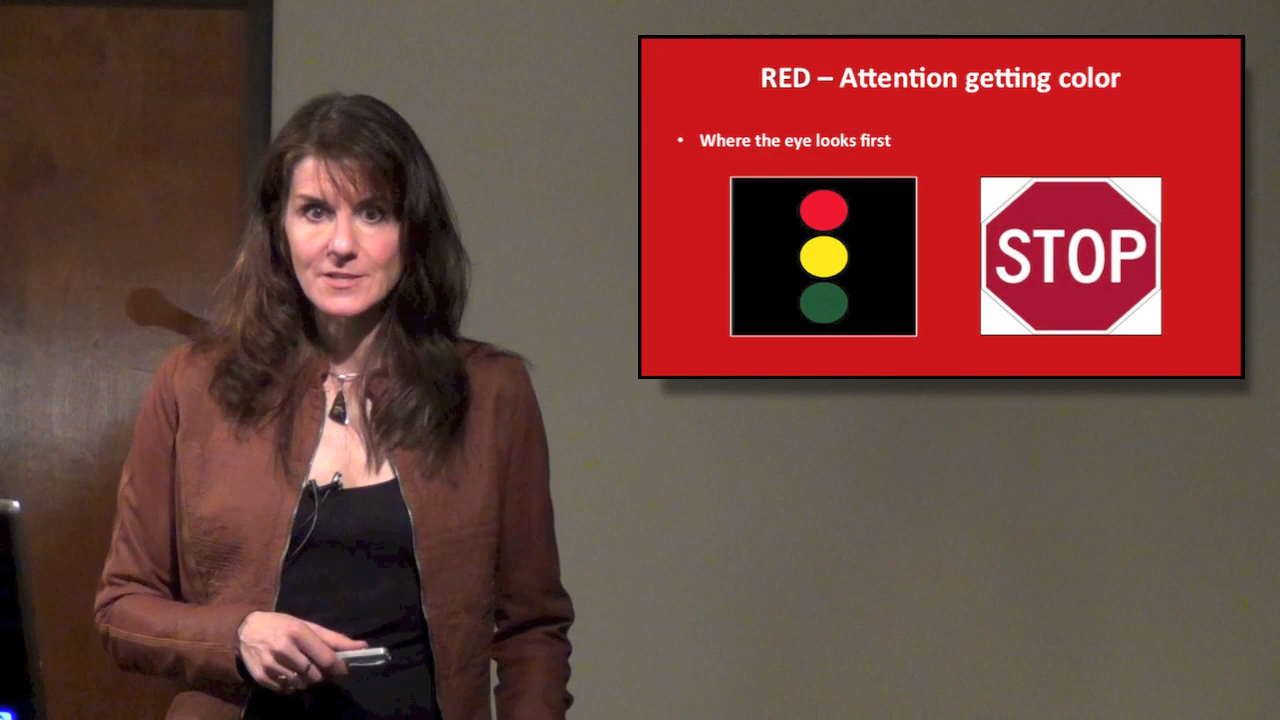 RED – Attention getting color
• Where the eye looks first
STOP